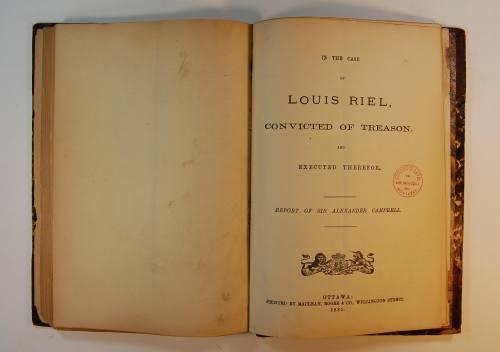 IN THE CASE
OF
LOUIS RIEL,
CONVICTED OF TREASON,
AND
EXECUTED THEREFOR.
REPORT OF SIR ALEXANDER CAMPBELL.
OTTAWA:
PRINTED BY MACLEAN, ROGER & CO., WELLINGTON STREET.
1885.